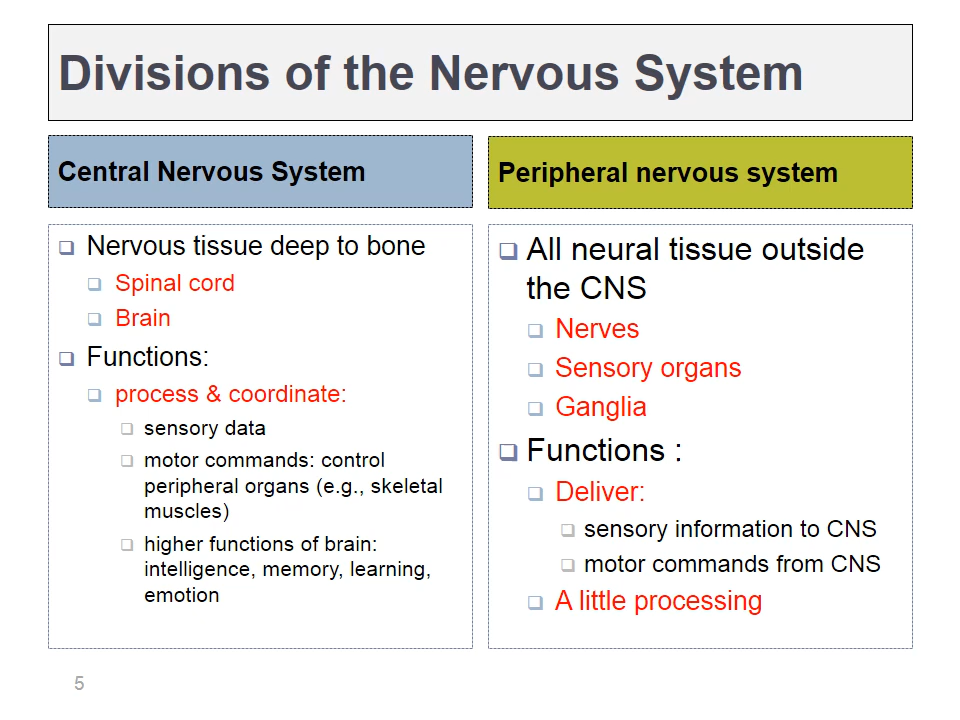 Divisions of the Nervous System
Central Nervous System
Nervous tissue deep to bone
Spinal cord
Brain
Functions:
process & coordinate:
sensory data
motor commands: control
peripheral organs (e.g., skeletal
muscles)
higher functions of brain:
intelligence, memory, learning,
emotion
Peripheral nervous system
All neural tissue outside
the CNS
Nerves
Sensory organs
Ganglia
Functions :
Deliver:
sensory information to CNS
motor commands from CNS
A little processing
5